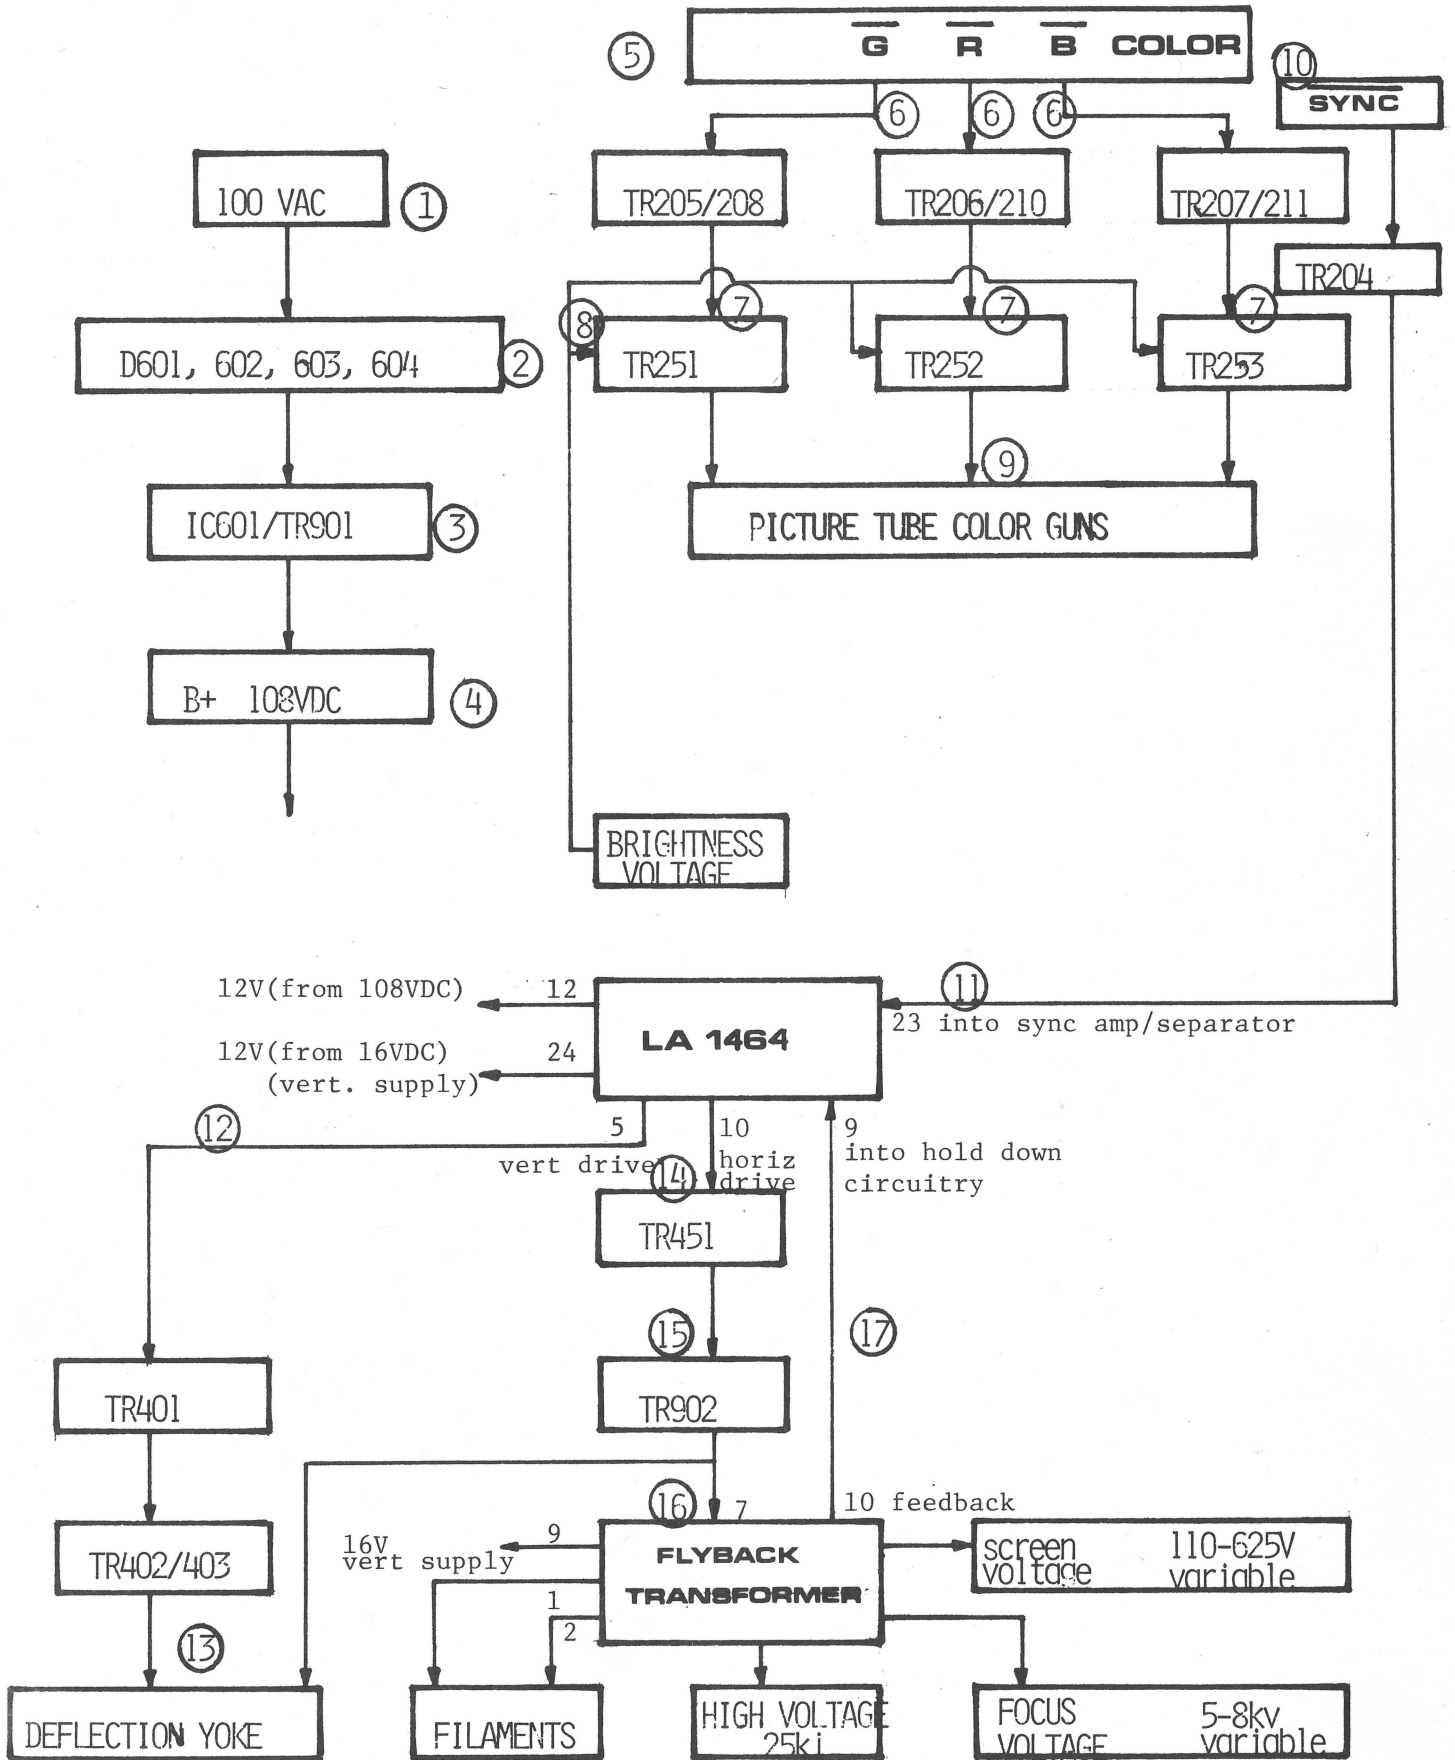 5
G R B COLOR
10
SYNC
6
6
6
100 VAC
1
TR205/208
TR206/210
TR207/211
TR204
7
7
7
8
D601, 602, 603, 604
2
TR251
TR252
TR253
9
IC601/TR901
3
PICTURE TUBE COLOR GUNS
B+ 108VDC
4
BRIGHTNESS
VOLTAGE
12V(from 108VDC)
12
11
23 into sync amp/separator
LA 1464
12V(from 16VDC)
24
(vert. supply)
12
5
vert drive
10
horiz
drive
9
into hold down
circuitry
14
TR451
15
17
TR401
TR902
16
7
10 feedback
16V
vert supply
9
FLYBACK
TRANSFORMER
screen
voltage
110-625V
variable
TR402/403
1
2
13
DEFLECTION YOKE
FILAMENTS
HIGH VOLTAGE
25kj
FOCUS
VOLTAGE
5-8kv
variable